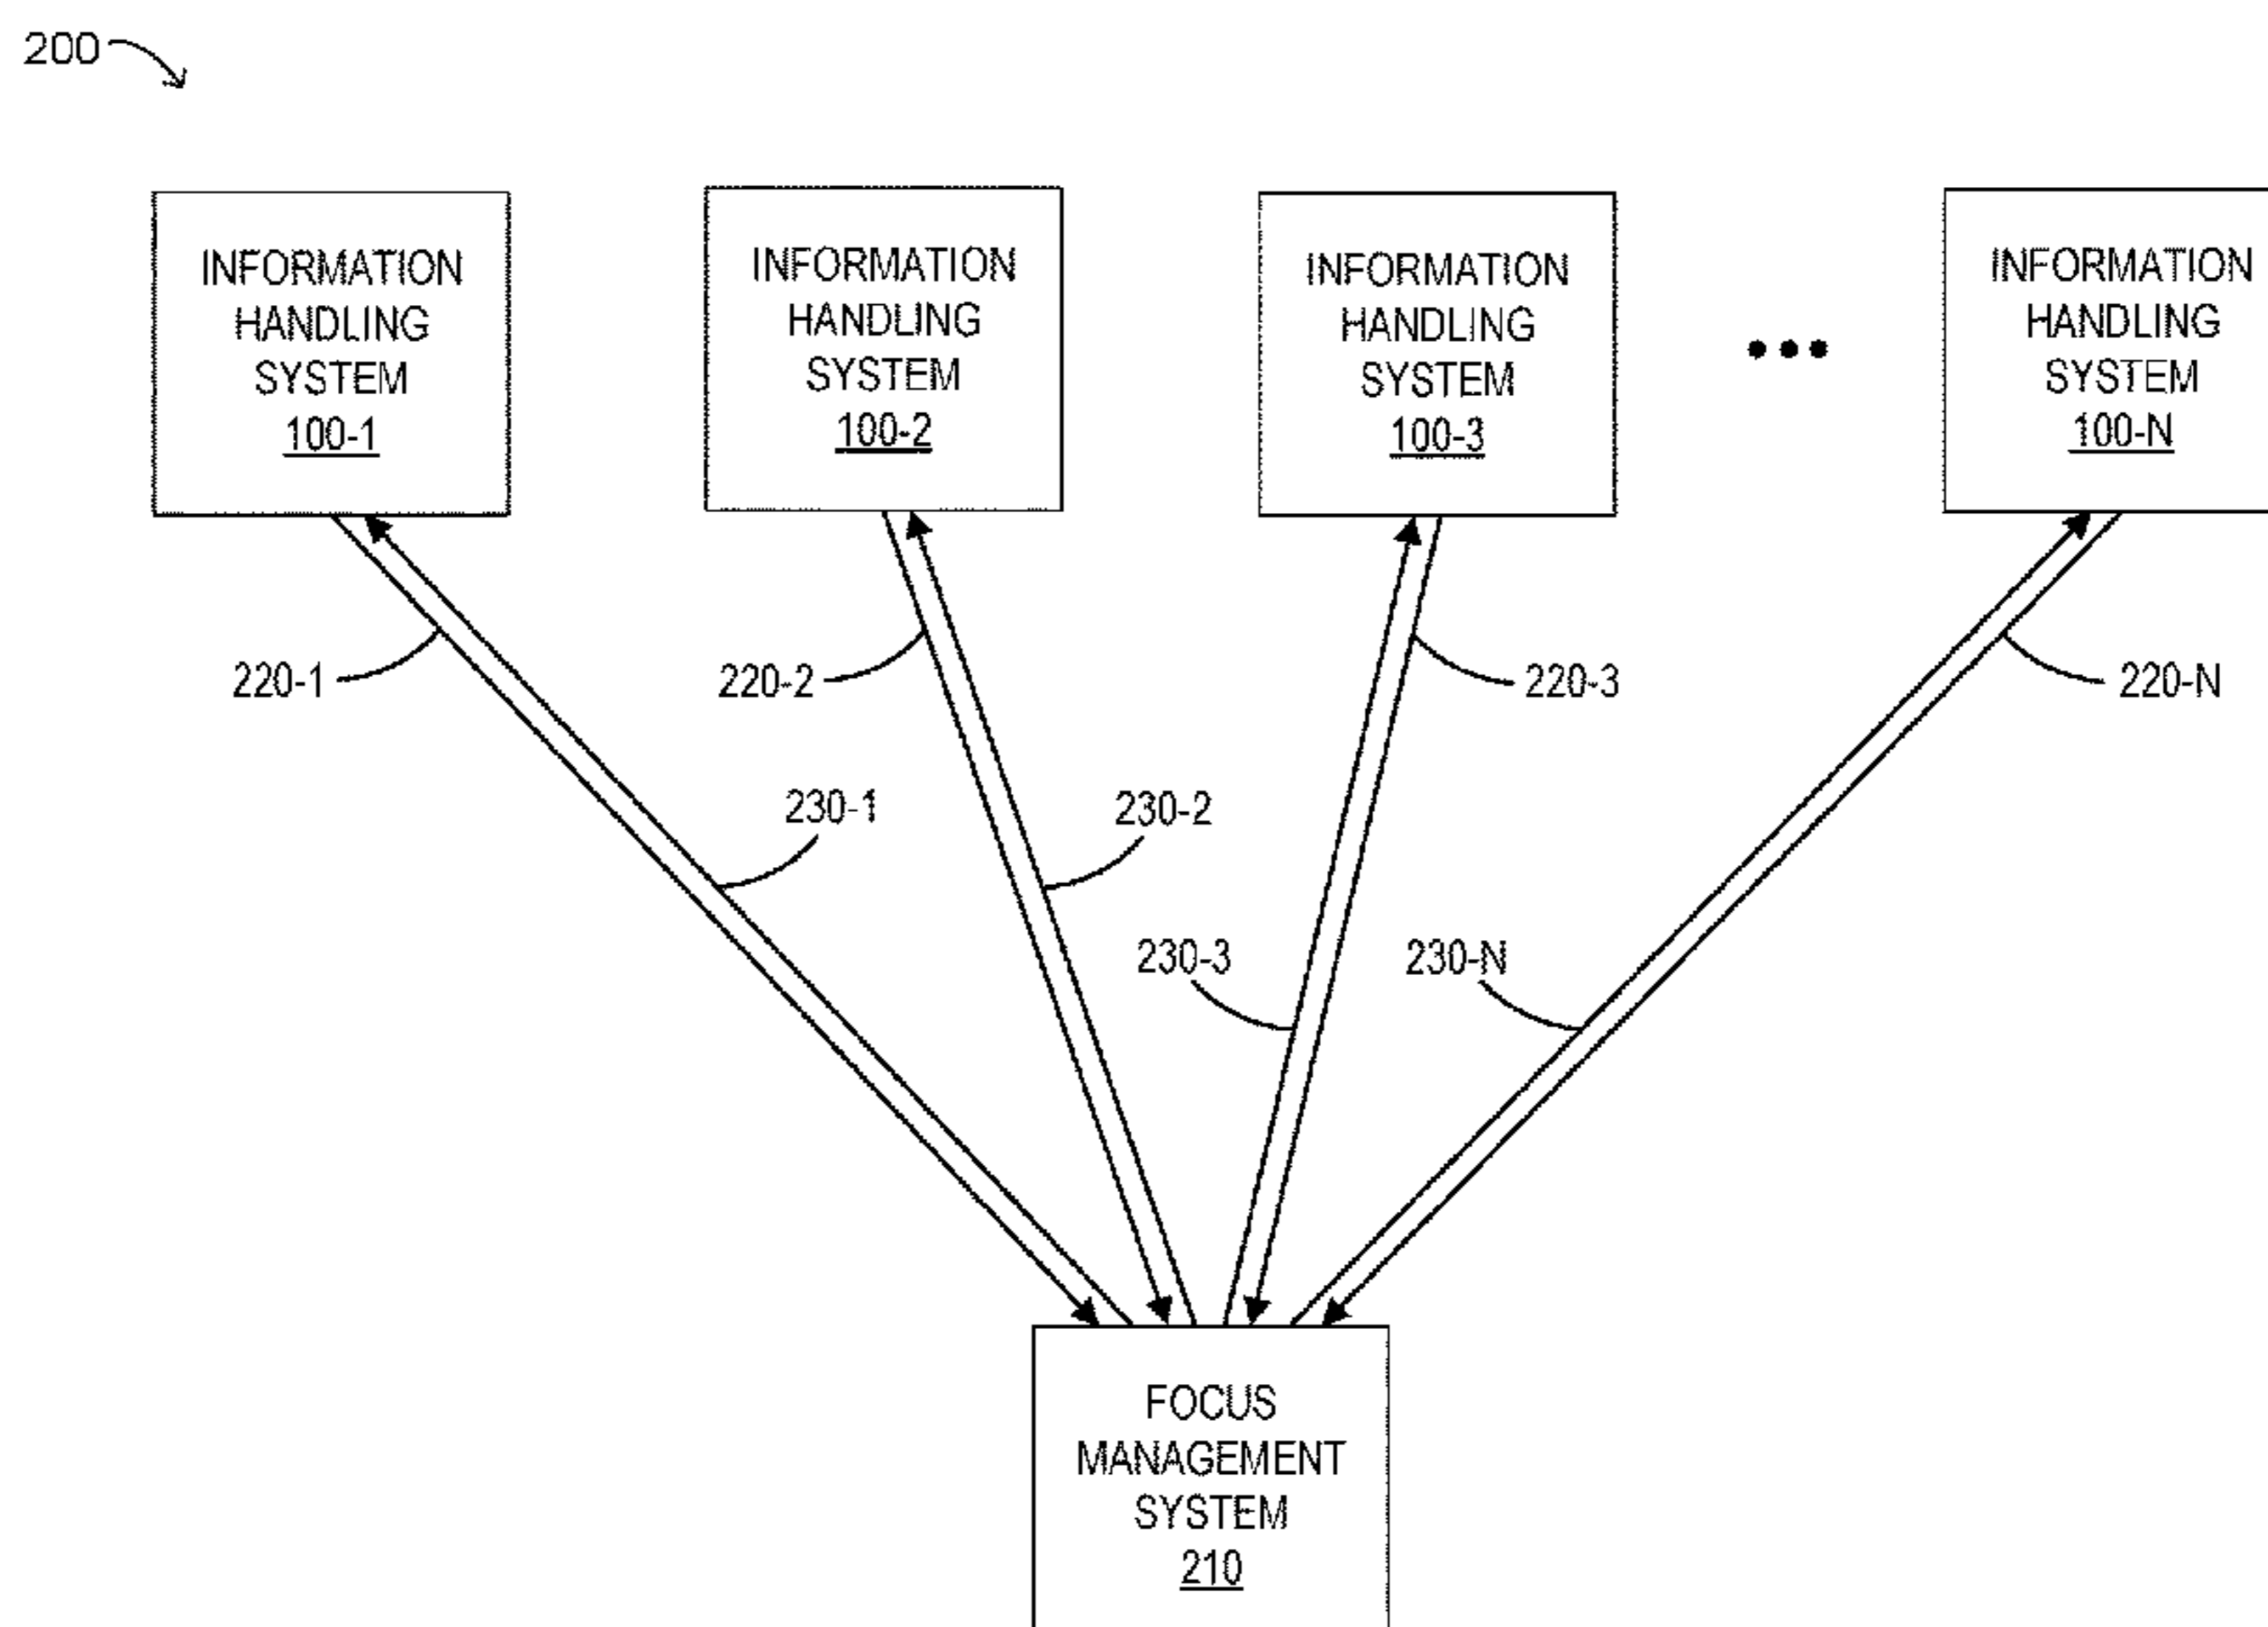 200
INFORMATION
HANDLING
SYSTEM
100-1
INFORMATION
HANDLING
SYSTEM
100-2
INFORMATION
HANDLING
SYSTEM
100-3
INFORMATION
HANDLING
SYSTEM
100-N
220-1
220-2
220-3
220-N
230-1
230-2
230-3
230-N
FOCUS
MANAGEMENT
SYSTEM
210